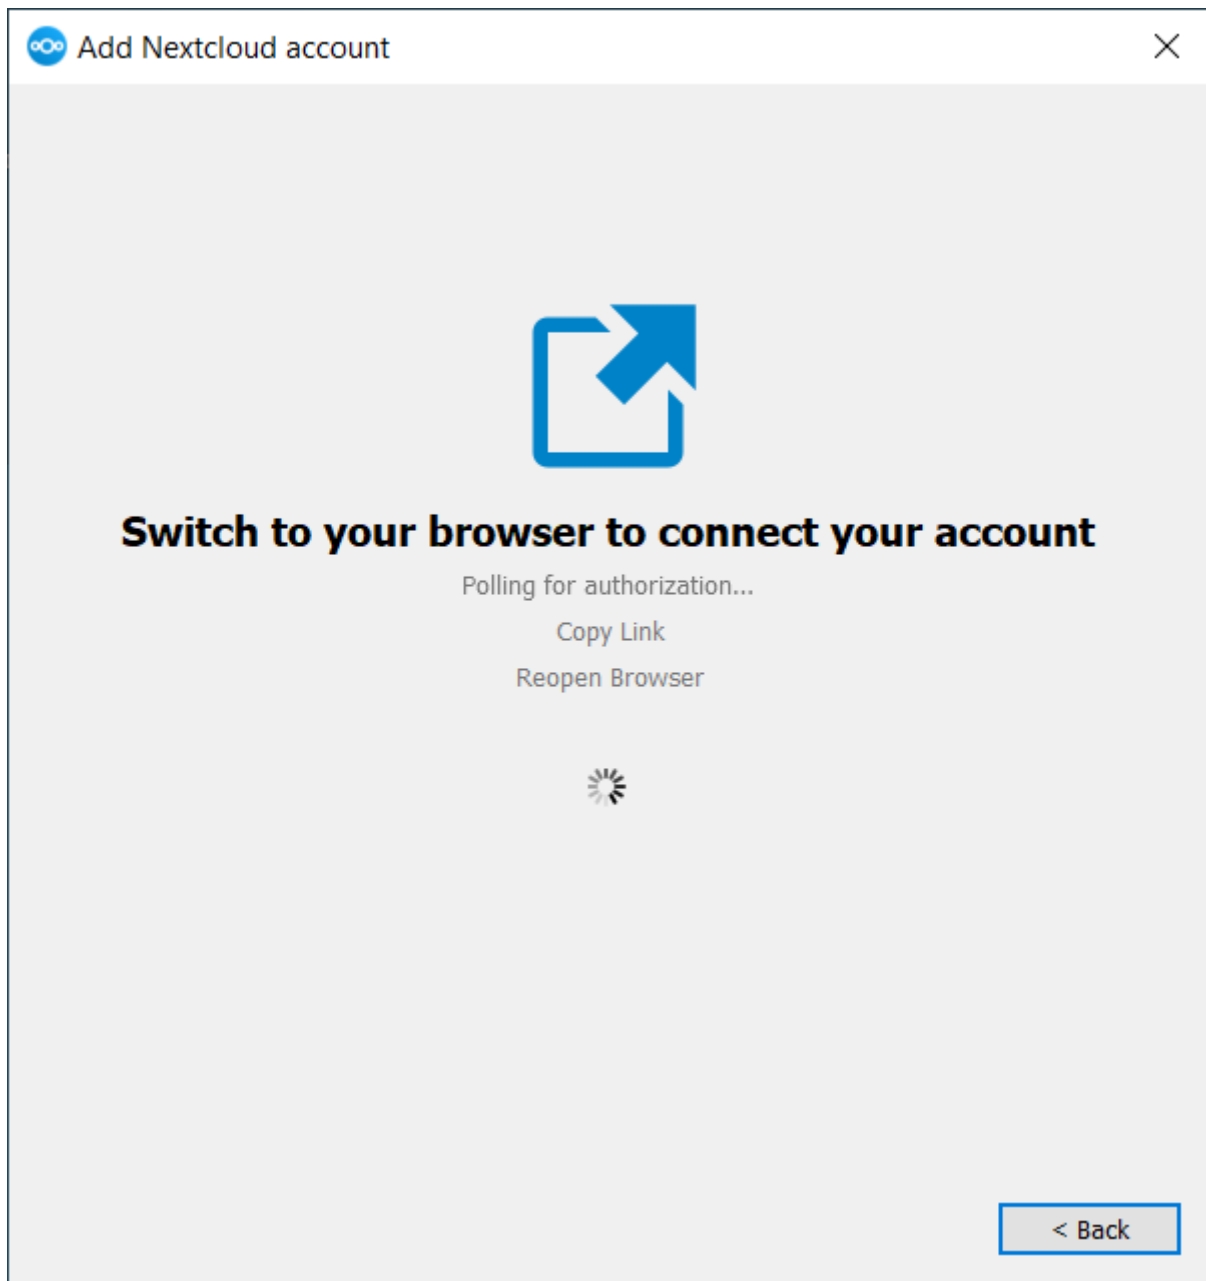 Add Nextcloud account
Switch to your browser to connect your account
Polling for authorization...
Copy Link
Reopen Browser
< Back